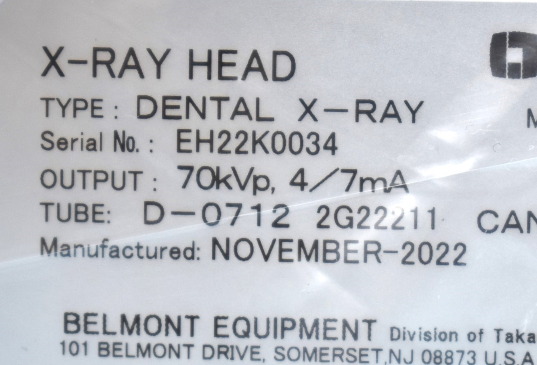 X-RAY HEAD
TYPE: DENTAL X-RAY
Serial No.: EH22K0034
OUTPUT: 70kVp, 4/7mA
TUBE: D-0712 2G22211 CAN
Manufactured: NOVEMBER-2022
BELMONT EQUIPMENT Division of Taka
101 BELMONT DRIVE, SOMERSET,NJ 08873 U.S.A